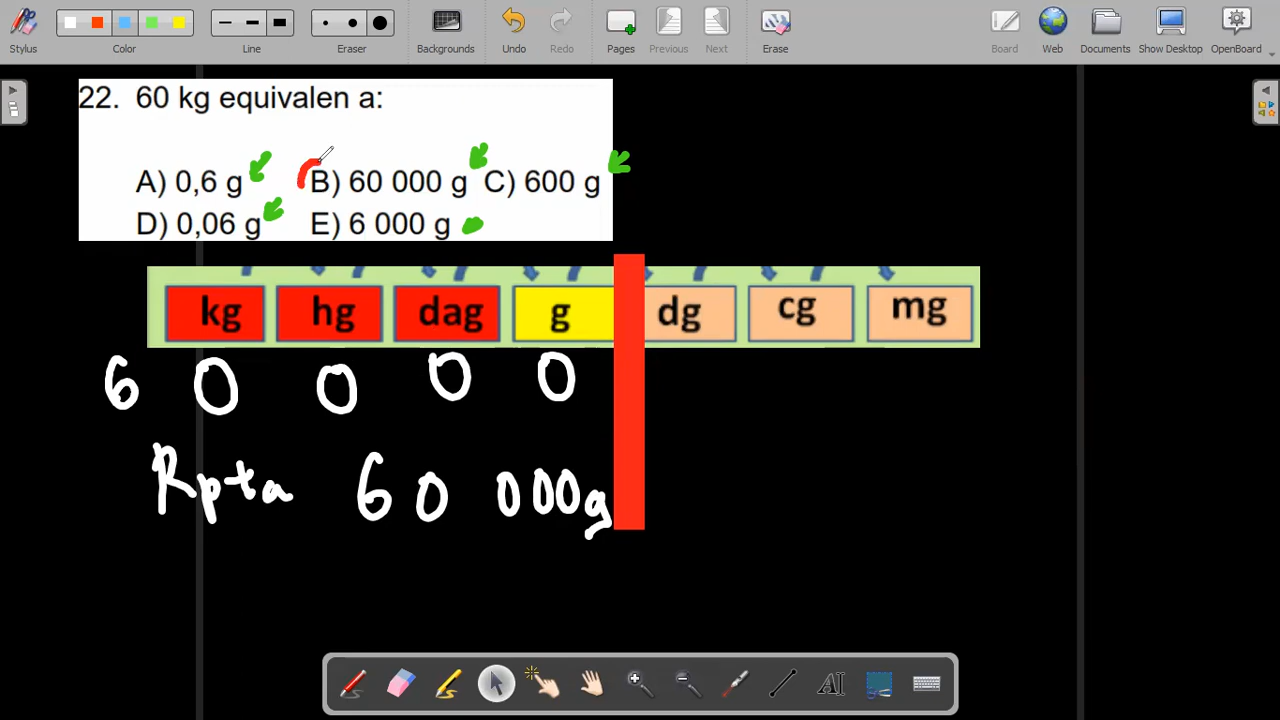 Stylus Color Line Eraser Backgrounds Undo Redo Pages Previous Next Erase Board Web Documents Show Desktop OpenBoard
22. 60 kg equivalen a:
A) 0,6 g B) 60 000 g C) 600 g
D) 0,06 g E) 6 000 g
kg hg dag g dg cg mg
6 0 0 0 0
Rpta 60 000g
AI